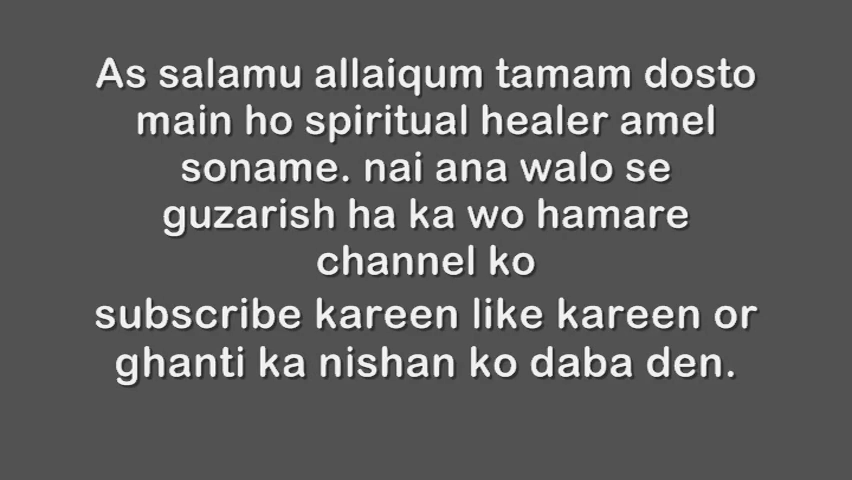 As salamu allaiqum tamam dosto
main ho spiritual healer amel
soname. nai ana walo se
guzarish ha ka wo hamare
channel ko
subscribe kareen like kareen or
ghanti ka nishan ko daba den.